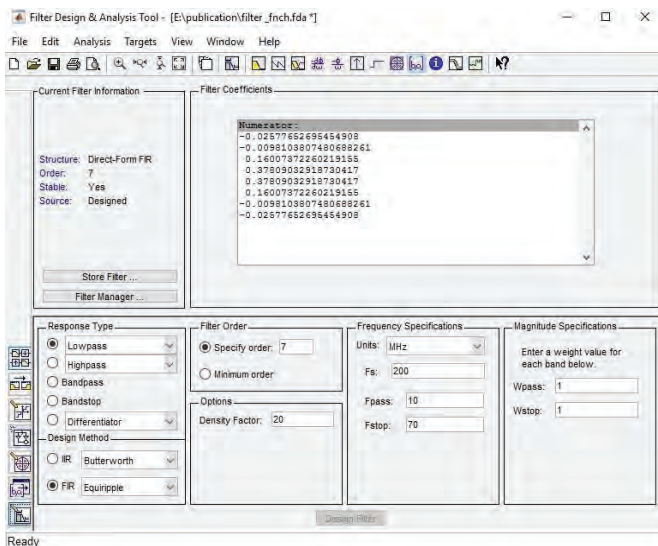 Filter Design & Analysis Tool - [E:\publication\filter _fnch.fda *]
File Edit Analysis Targets View Window Help
Current Filter Information
Structure: Direct-Form FIR
Order: 7
Stable: Yes
Source: Designed
Store Filter ...
Filter Manager ...
Filter Coefficients
Numerator:
-0.02577652695454908
-0.0098103807480688261
0.16007372260219155
0.37809032918730417
0.37809032918730417
0.16007372260219155
-0.0098103807480688261
-0.02577652695454908
Response Type
Lowpass
Highpass
Bandpass
Bandstop
Differentiator
Design Method
IIR Butterworth
FIR Equiripple
Filter Order
Specify order: 7
Minimum order
Options
Density Factor: 20
Frequency Specifications
Units: MHz
Fs: 200
Fpass: 10
Fstop: 70
Magnitude Specifications
Enter a weight value for
each band below.
Wpass: 1
Wstop: 1
Design Filter
Ready